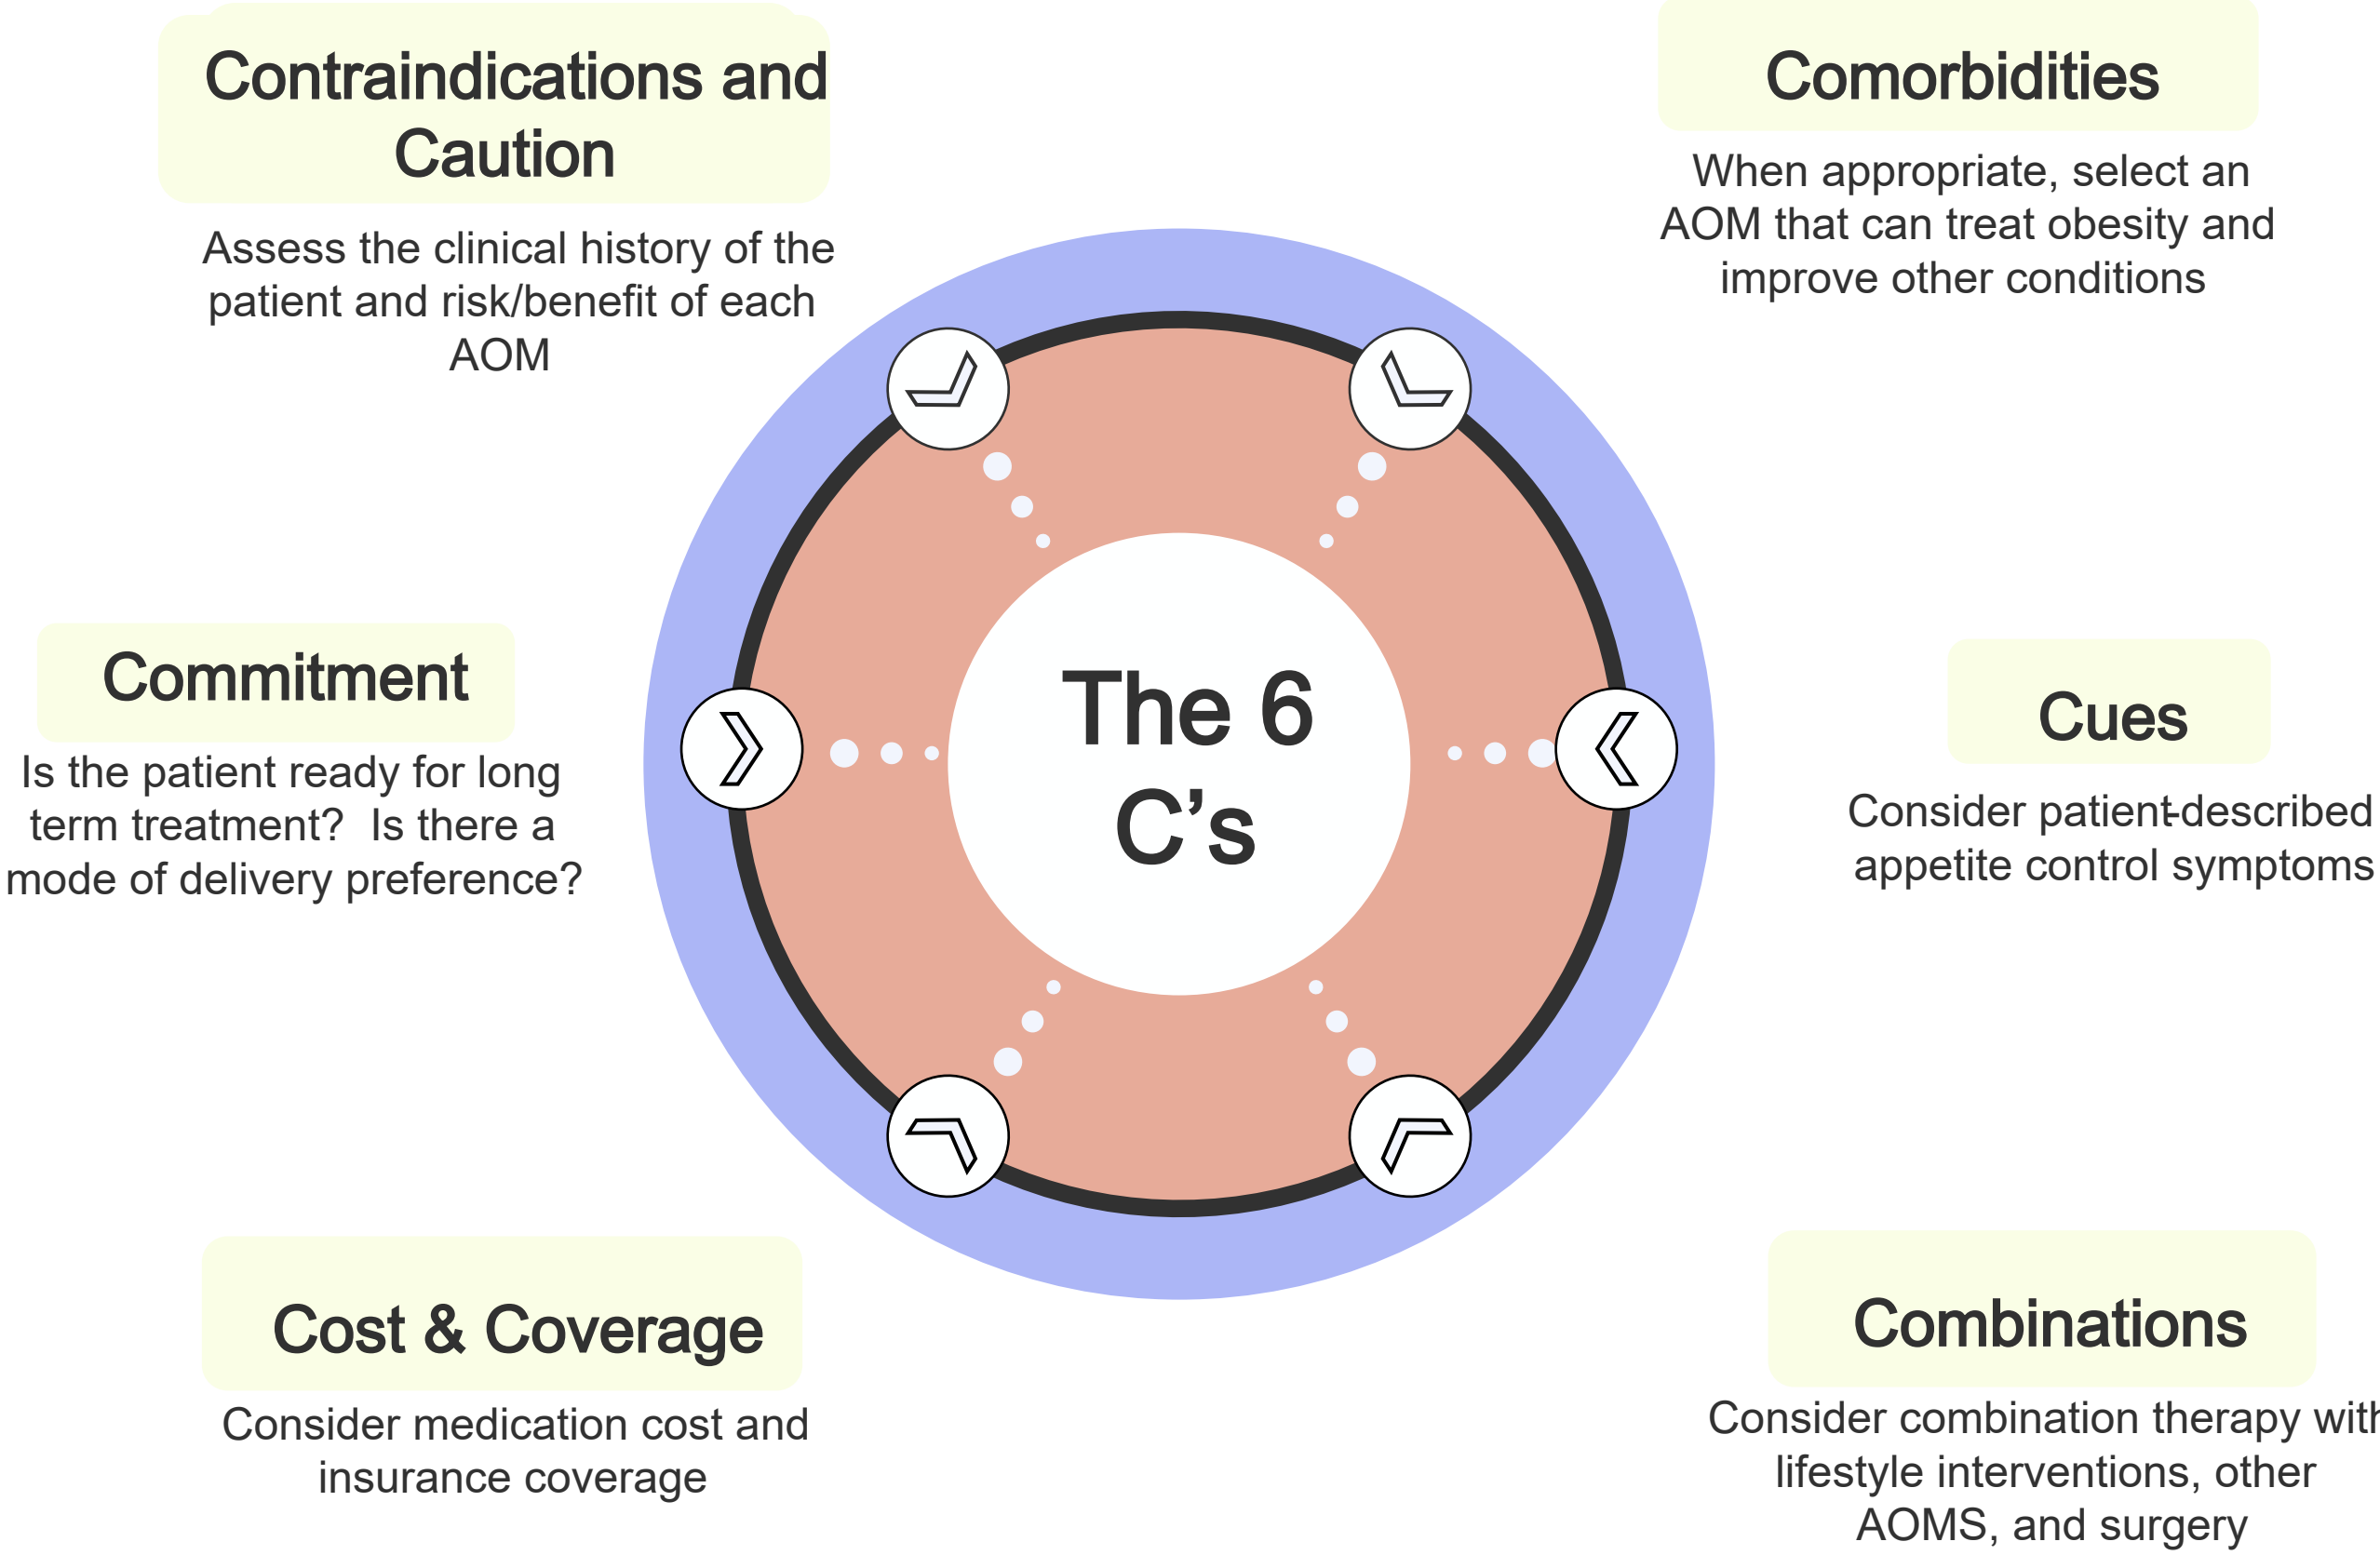 Contraindications and
Caution
Assess the clinical history of the
patient and risk/benefit of each
AOM
Comorbidities
When appropriate, select an
AOM that can treat obesity and
improve other conditions
Commitment
Is the patient ready for long
term treatment?  Is there a
mode of delivery preference?
The 6
C’s
Cues
Consider patient-described
appetite control symptoms
Cost & Coverage
Consider medication cost and
insurance coverage
Combinations
Consider combination therapy with
lifestyle interventions, other
AOMS, and surgery